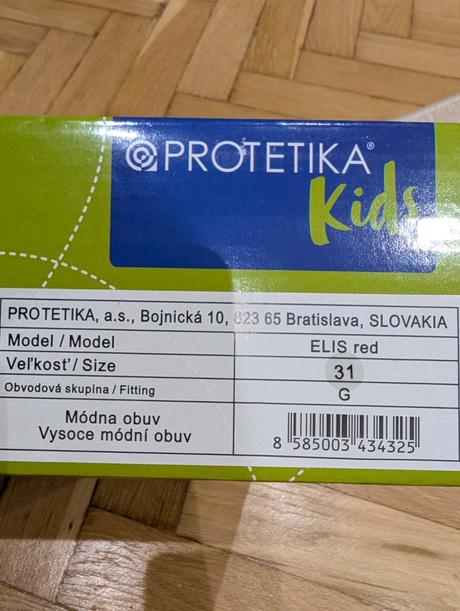 PROTETIKA®
Kids
PROTETIKA, a.s., Bojnická 10, 823 65 Bratislava, SLOVAKIA
Model / Model ELIS red
Veľkosť / Size 31
Obvodová skupina / Fitting G
Módna obuv
Vysoce módní obuv
8 585003 434325